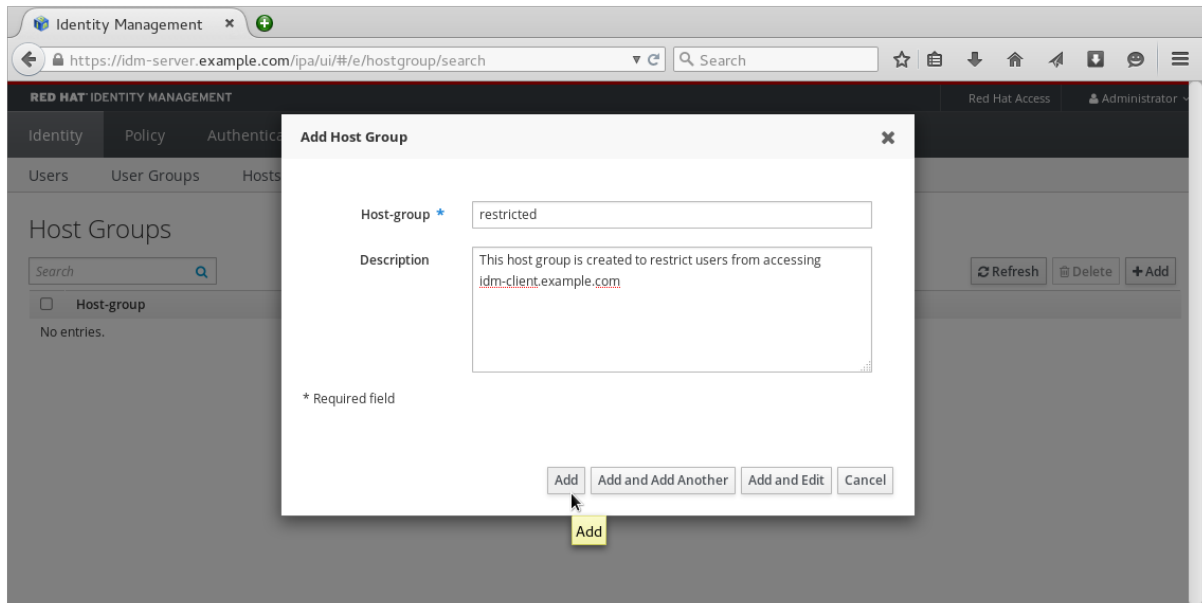 Identity Management
https://idm-server.example.com/ipa/ui/#/e/hostgroup/search
Search
RED HAT IDENTITY MANAGEMENT
Red Hat Access
Administrator
Identity Policy Authentica
Users User Groups Hosts
Host Groups
Search
Refresh Delete +Add
Host-group
No entries.
Add Host Group
Host-group *
restricted
Description
This host group is created to restrict users from accessing
idm-client.example.com
* Required field
Add Add and Add Another Add and Edit Cancel
Add